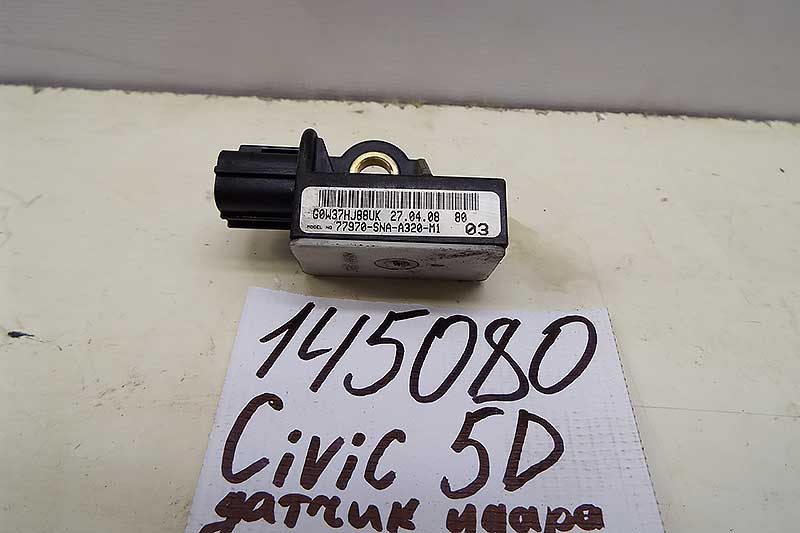 G0W37HJ88UK 27.04.08 80
MODEL NO 77970-SNA-A320-M1 03
145080
Civic 5D
датчик удара